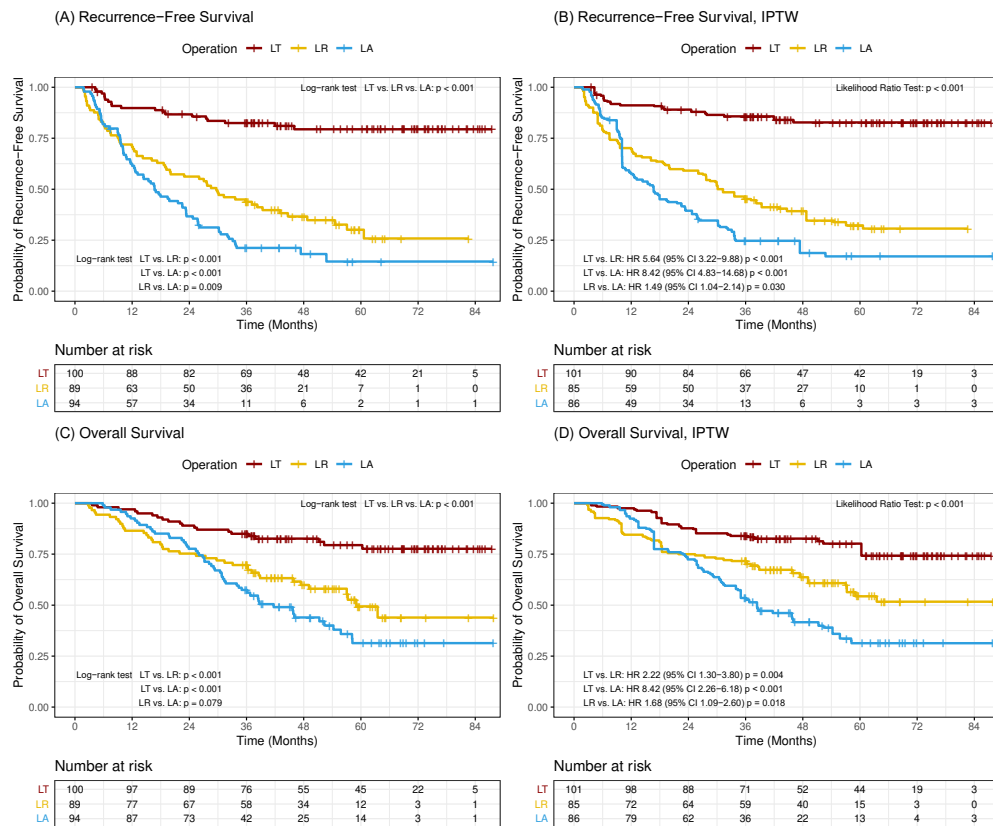 (A) Recurrence−Free Survival
Operation LT LR LA
Probability of Recurrence−Free Survival
1.00
0.75
0.50
0.25
0.00
Log−rank test LT vs. LR vs. LA: p < 0.001
Log−rank test LT vs. LR: p < 0.001
LT vs. LA: p < 0.001
LR vs. LA: p = 0.009
0 12 24 36 48 60 72 84
Time (Months)
Number at risk
LT 100 88 82 69 48 42 21 5
LR 89 63 50 36 21 7 1 0
LA 94 57 34 11 6 2 1 1
(B) Recurrence−Free Survival, IPTW
Operation LT LR LA
Probability of Recurrence−Free Survival
1.00
0.75
0.50
0.25
0.00
Likelihood Ratio Test: p < 0.001
LT vs. LR: HR 5.64 (95% CI 3.22−9.88) p < 0.001
LT vs. LA: HR 8.42 (95% CI 4.83−14.68) p < 0.001
LR vs. LA: HR 1.49 (95% CI 1.04−2.14) p = 0.030
0 12 24 36 48 60 72 84
Time (Months)
Number at risk
LT 101 90 84 66 47 42 19 3
LR 85 59 50 37 27 10 1 0
LA 86 49 34 13 6 3 3 3
(C) Overall Survival
Operation LT LR LA
Probability of Overall Survival
1.00
0.75
0.50
0.25
0.00
Log−rank test LT vs. LR vs. LA: p < 0.001
Log−rank test LT vs. LR: p < 0.001
LT vs. LA: p < 0.001
LR vs. LA: p = 0.079
0 12 24 36 48 60 72 84
Time (Months)
Number at risk
LT 100 97 89 76 55 45 22 5
LR 89 77 67 58 34 12 3 1
LA 94 87 73 42 25 14 3 1
(D) Overall Survival, IPTW
Operation LT LR LA
Probability of Overall Survival
1.00
0.75
0.50
0.25
0.00
Likelihood Ratio Test: p < 0.001
LT vs. LR: HR 2.22 (95% CI 1.30−3.80) p = 0.004
LT vs. LA: HR 8.42 (95% CI 2.26−6.18) p < 0.001
LR vs. LA: HR 1.68 (95% CI 1.09−2.60) p = 0.018
0 12 24 36 48 60 72 84
Time (Months)
Number at risk
LT 101 98 88 71 52 44 19 3
LR 85 72 64 59 40 15 3 0
LA 86 79 62 36 22 13 4 3